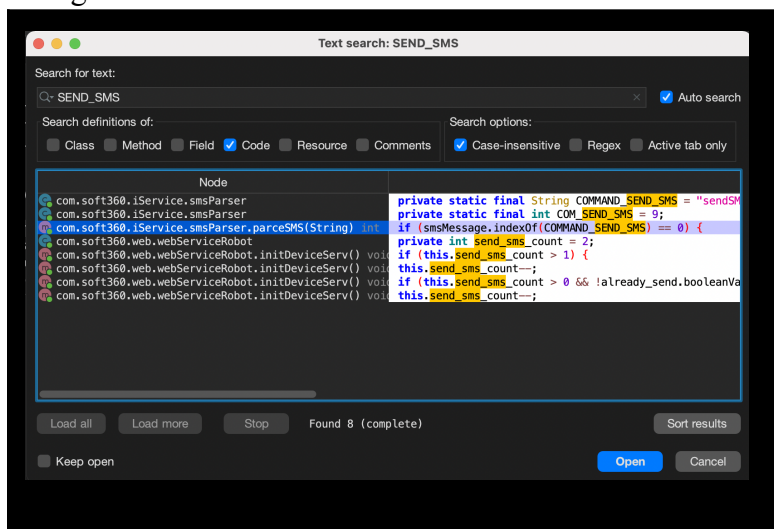 Text search: SEND_SMS
Search for text:
SEND_SMS
Auto search
Search definitions of:
Search options:
Class Method Field Code Resource Comments
Case-insensitive Regex Active tab only
Node
com.soft360.iService.smsParser private static final String COMMAND_SEND_SMS = "sendSM
com.soft360.iService.smsParser private static final int COM_SEND_SMS = 9;
com.soft360.iService.smsParser.parceSMS(String) int if (smsMessage.indexOf(COMMAND_SEND_SMS) == 0) {
com.soft360.web.webServiceRobot private int send_sms_count = 2;
com.soft360.web.webServiceRobot.initDeviceServ() void if (this.send_sms_count > 1) {
com.soft360.web.webServiceRobot.initDeviceServ() void this.send_sms_count--;
com.soft360.web.webServiceRobot.initDeviceServ() void if (this.send_sms_count > 0 && !already_send.booleanVa
com.soft360.web.webServiceRobot.initDeviceServ() void this.send_sms_count--;
Load all Load more Stop Found 8 (complete) Sort results
Keep open Open Cancel